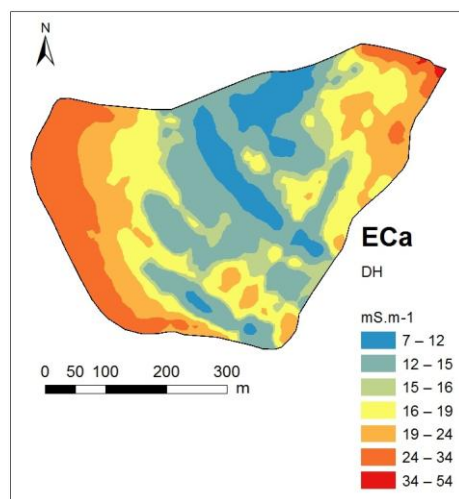 N
ECa
DH
mS.m-1
7 – 12
12 – 15
15 – 16
16 – 19
19 – 24
24 – 34
34 – 54
0 50 100 200 300
m